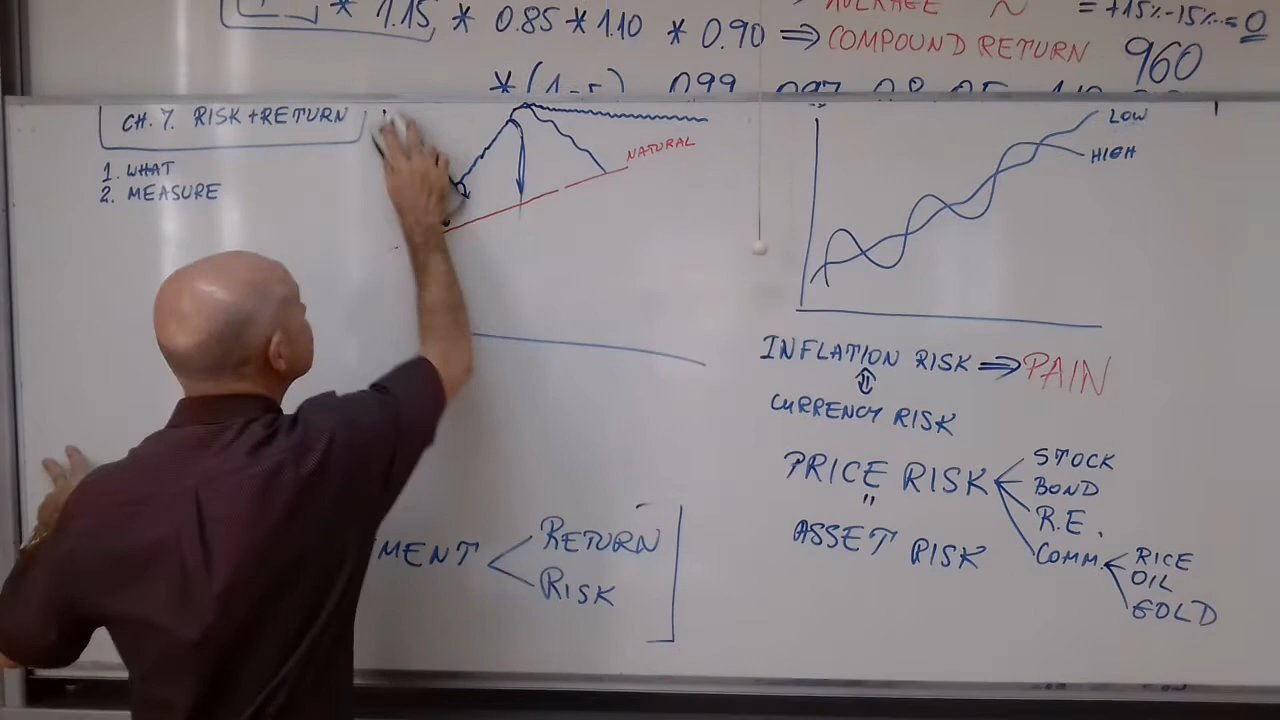 * 1.15 * 0.85 * 1.10 * 0.90 ⇒ COMPOUND RETURN 960
AVERAGE ~ = +15%-15%..=0
CH. 7. RISK+RETURN
1. WHAT
2. MEASURE
NATURAL
MENT
RETURN
RISK
LOW
HIGH
INFLATION RISK ⇒ PAIN
CURRENCY RISK
PRICE RISK
"
ASSET RISK
STOCK
BOND
R.E.
COMM.
RICE
OIL
GOLD